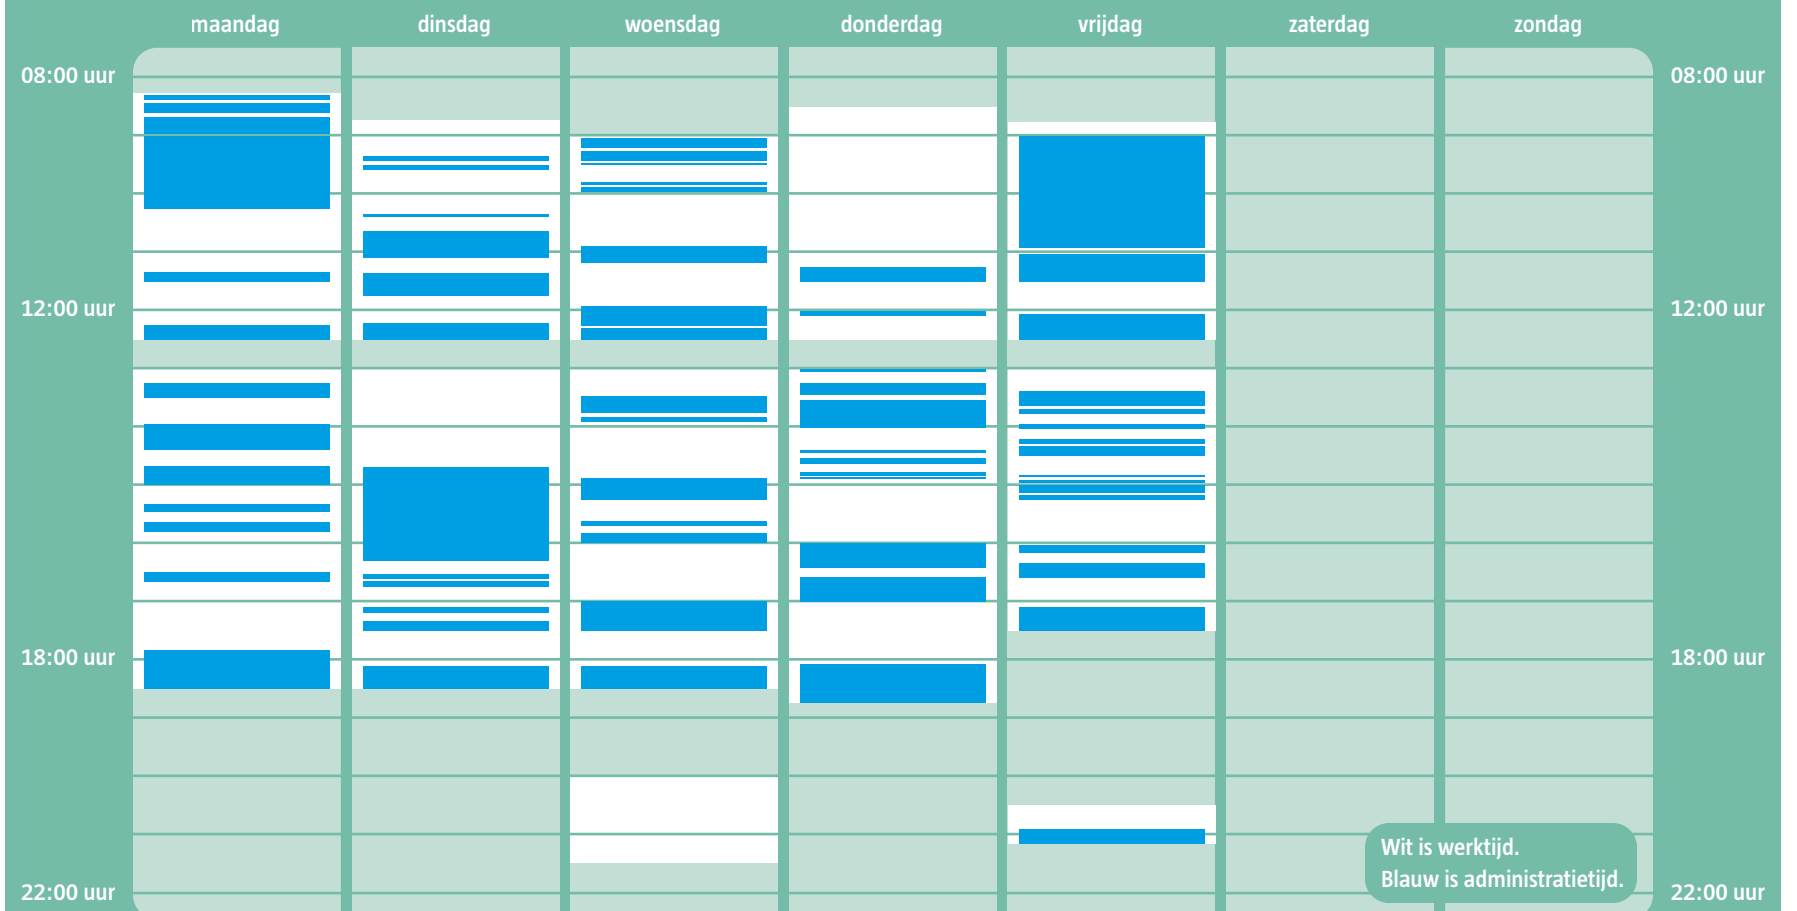 maandag dinsdag woensdag donderdag vrijdag zaterdag zondag
08:00 uur 08:00 uur
12:00 uur 12:00 uur
18:00 uur 18:00 uur
Wit is werktijd.
Blauw is administratietijd.
22:00 uur 22:00 uur